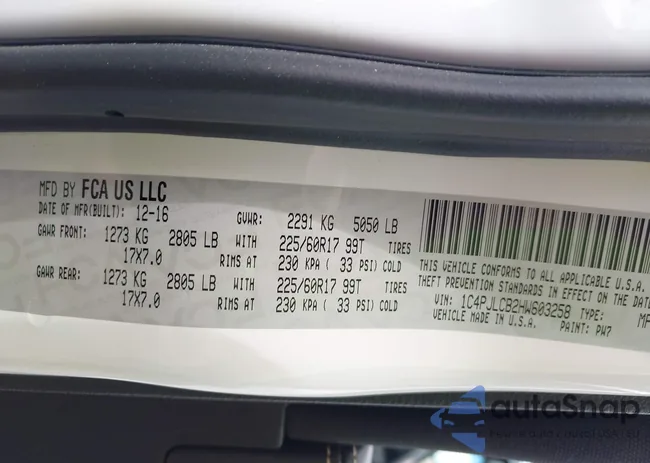 MFD BY FCA US LLC
DATE OF MFR(BUILT): 12-16 GVWR: 2291 KG 5050 LB
GAWR FRONT: 1273 KG 2805 LB WITH 225/60R17 99T TIRES
17X7.0 RIMS AT 230 KPA ( 33 PSI) COLD
GAWR REAR: 1273 KG 2805 LB WITH 225/60R17 99T TIRES
17X7.0 RIMS AT 230 KPA ( 33 PSI) COLD
THIS VEHICLE CONFORMS TO ALL APPLICABLE U.S.A.
THEFT PREVENTION STANDARDS IN EFFECT ON THE DA
VIN: 1C4PJLCB2HW603258 TYPE: MF
VEHICLE MADE IN U.S.A. PAINT: PW7
autoSnap